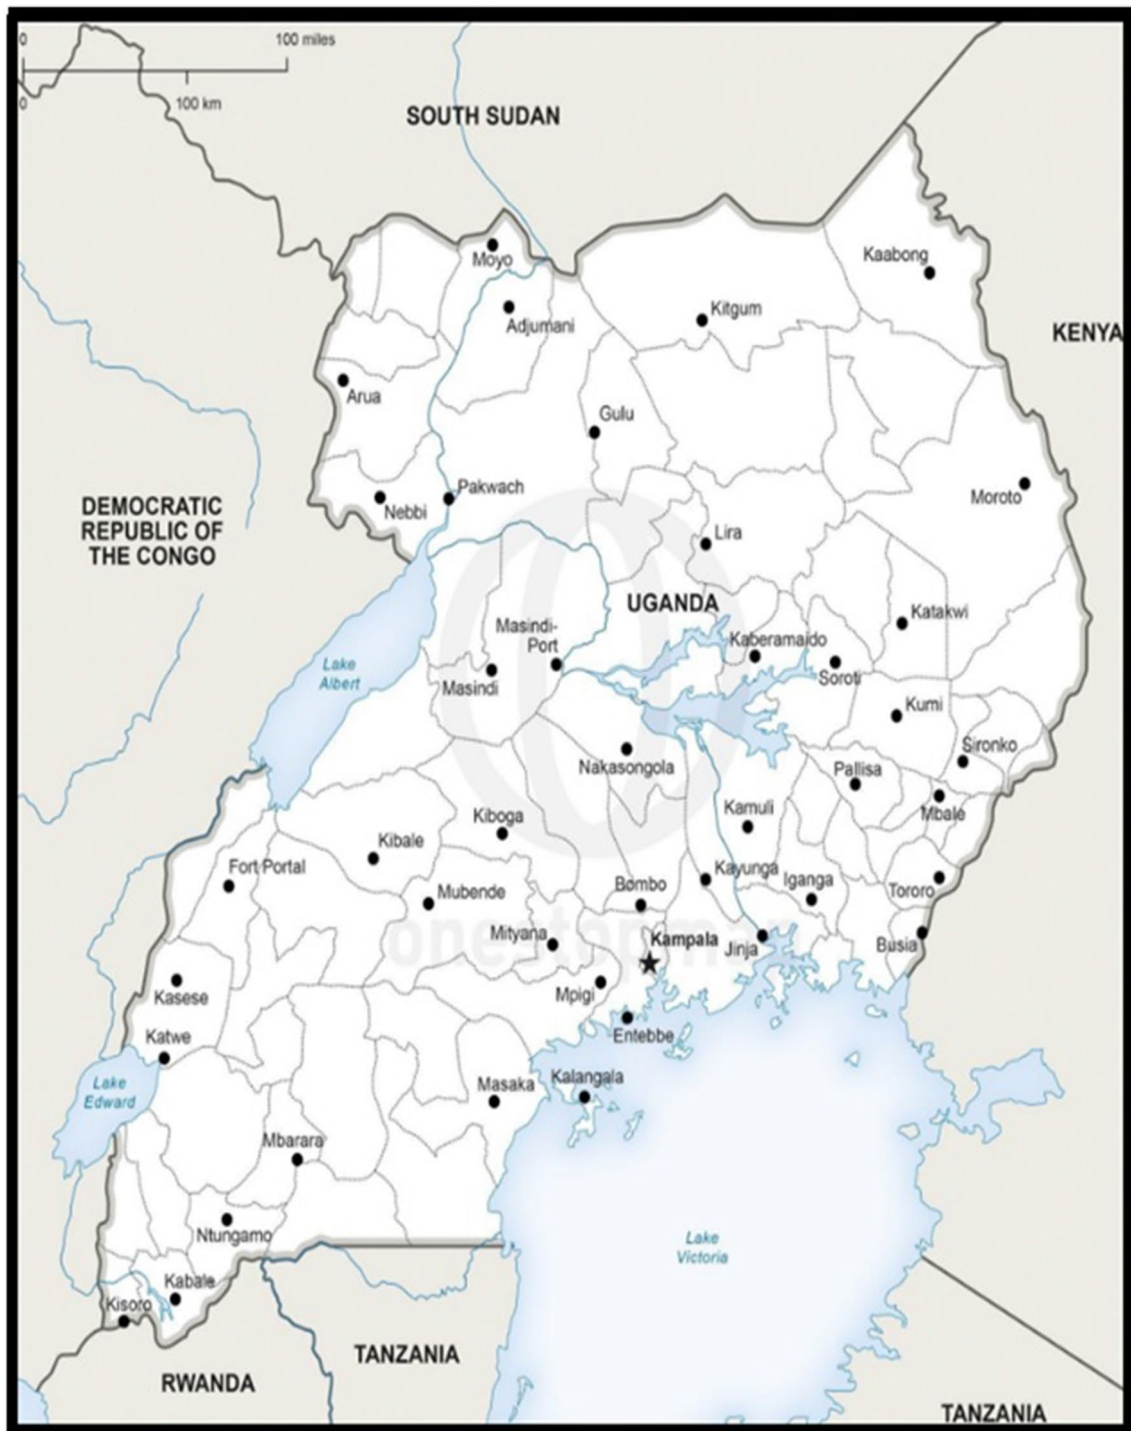 0
100 miles
0
100 km
SOUTH SUDAN
Moyo
Kaabong
Adjumani
Kitgum
KENYA
Arua
Gulu
Pakwach
Nebbi
Moroto
DEMOCRATIC
REPUBLIC OF
THE CONGO
Lira
UGANDA
Katakwi
Masindi-
Port
Kaberamaido
Lake
Albert
Masindi
Soroti
Kumi
Sironko
Nakasongola
Pallisa
Mbale
Kamuli
Kiboga
Kibale
Fort Portal
Kayunga
Iganga
Mubende
Bombo
Tororo
onestopmap
Mityana
Kampala
Jinja
Busia
Kasese
Mpigi
Katwe
Entebbe
Lake
Edward
Masaka
Kalangala
Mbarara
Ntungamo
Lake
Victoria
Kabale
Kisoro
TANZANIA
RWANDA
TANZANIA